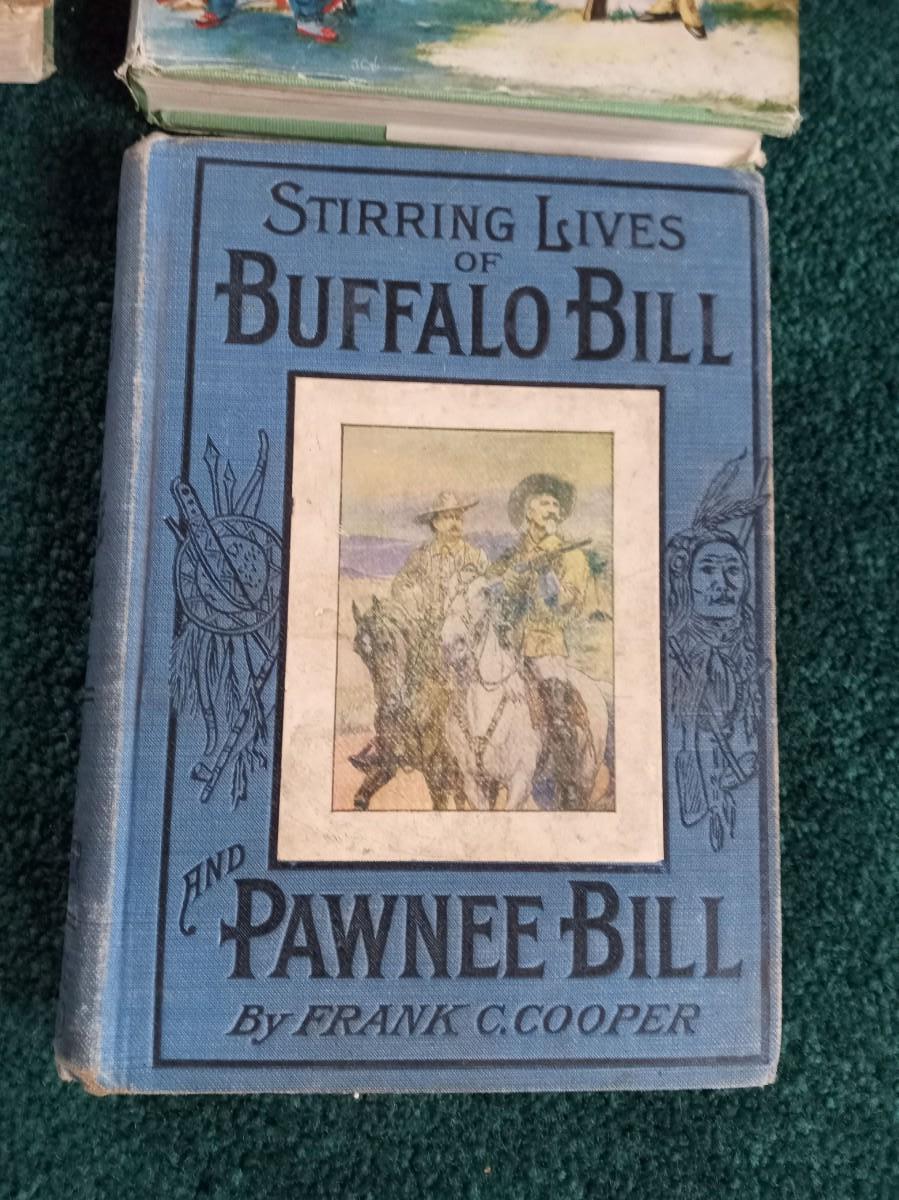 STIRRING LIVES
OF
BUFFALO BILL
AND
PAWNEE BILL
By FRANK C. COOPER